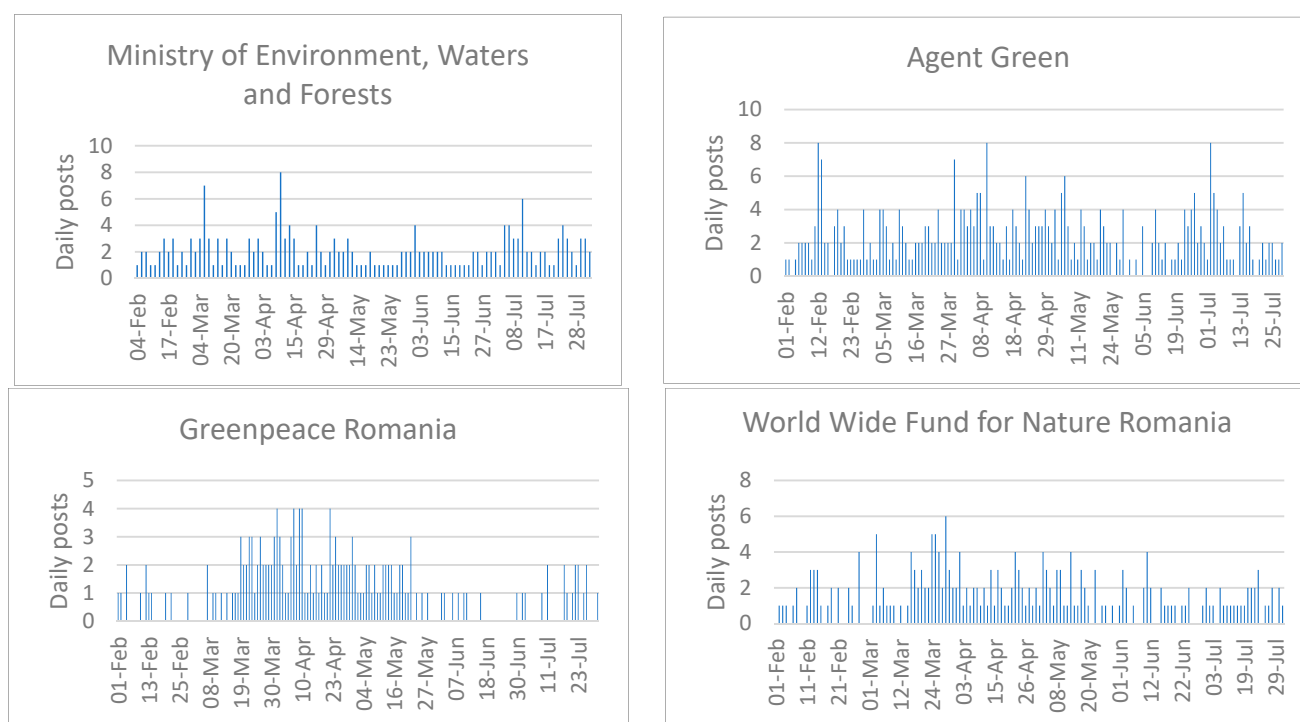 Ministry of Environment, Waters
and Forests
10
8
6
4
2
0
Daily posts
04-Feb
17-Feb
04-Mar
20-Mar
03-Apr
15-Apr
29-Apr
14-May
23-May
03-Jun
15-Jun
27-Jun
08-Jul
17-Jul
28-Jul
Agent Green
10
8
6
4
2
0
Daily posts
01-Feb
12-Feb
23-Feb
05-Mar
16-Mar
27-Mar
08-Apr
18-Apr
29-Apr
11-May
24-May
05-Jun
19-Jun
01-Jul
13-Jul
25-Jul
Greenpeace Romania
5
4
3
2
1
0
Daily posts
01-Feb
13-Feb
25-Feb
08-Mar
19-Mar
30-Mar
10-Apr
23-Apr
04-May
16-May
27-May
07-Jun
18-Jun
30-Jun
11-Jul
23-Jul
World Wide Fund for Nature Romania
8
6
4
2
0
Daily posts
01-Feb
11-Feb
21-Feb
01-Mar
12-Mar
24-Mar
03-Apr
15-Apr
26-Apr
08-May
20-May
01-Jun
12-Jun
22-Jun
03-Jul
19-Jul
29-Jul